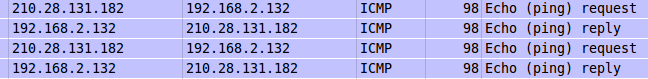 210.28.131.182 192.168.2.132 ICMP 98 Echo (ping) request
192.168.2.132 210.28.131.182 ICMP 98 Echo (ping) reply
210.28.131.182 192.168.2.132 ICMP 98 Echo (ping) request
192.168.2.132 210.28.131.182 ICMP 98 Echo (ping) reply